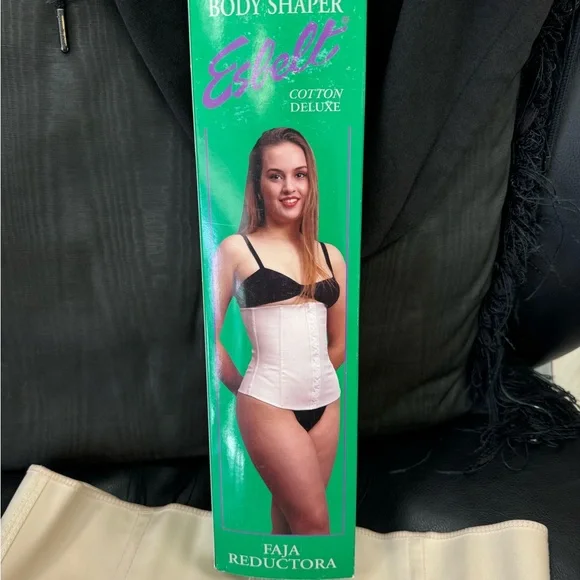 BODY SHAPER
Esbelt
COTTON
DELUXE
FAJA
REDUCTORA